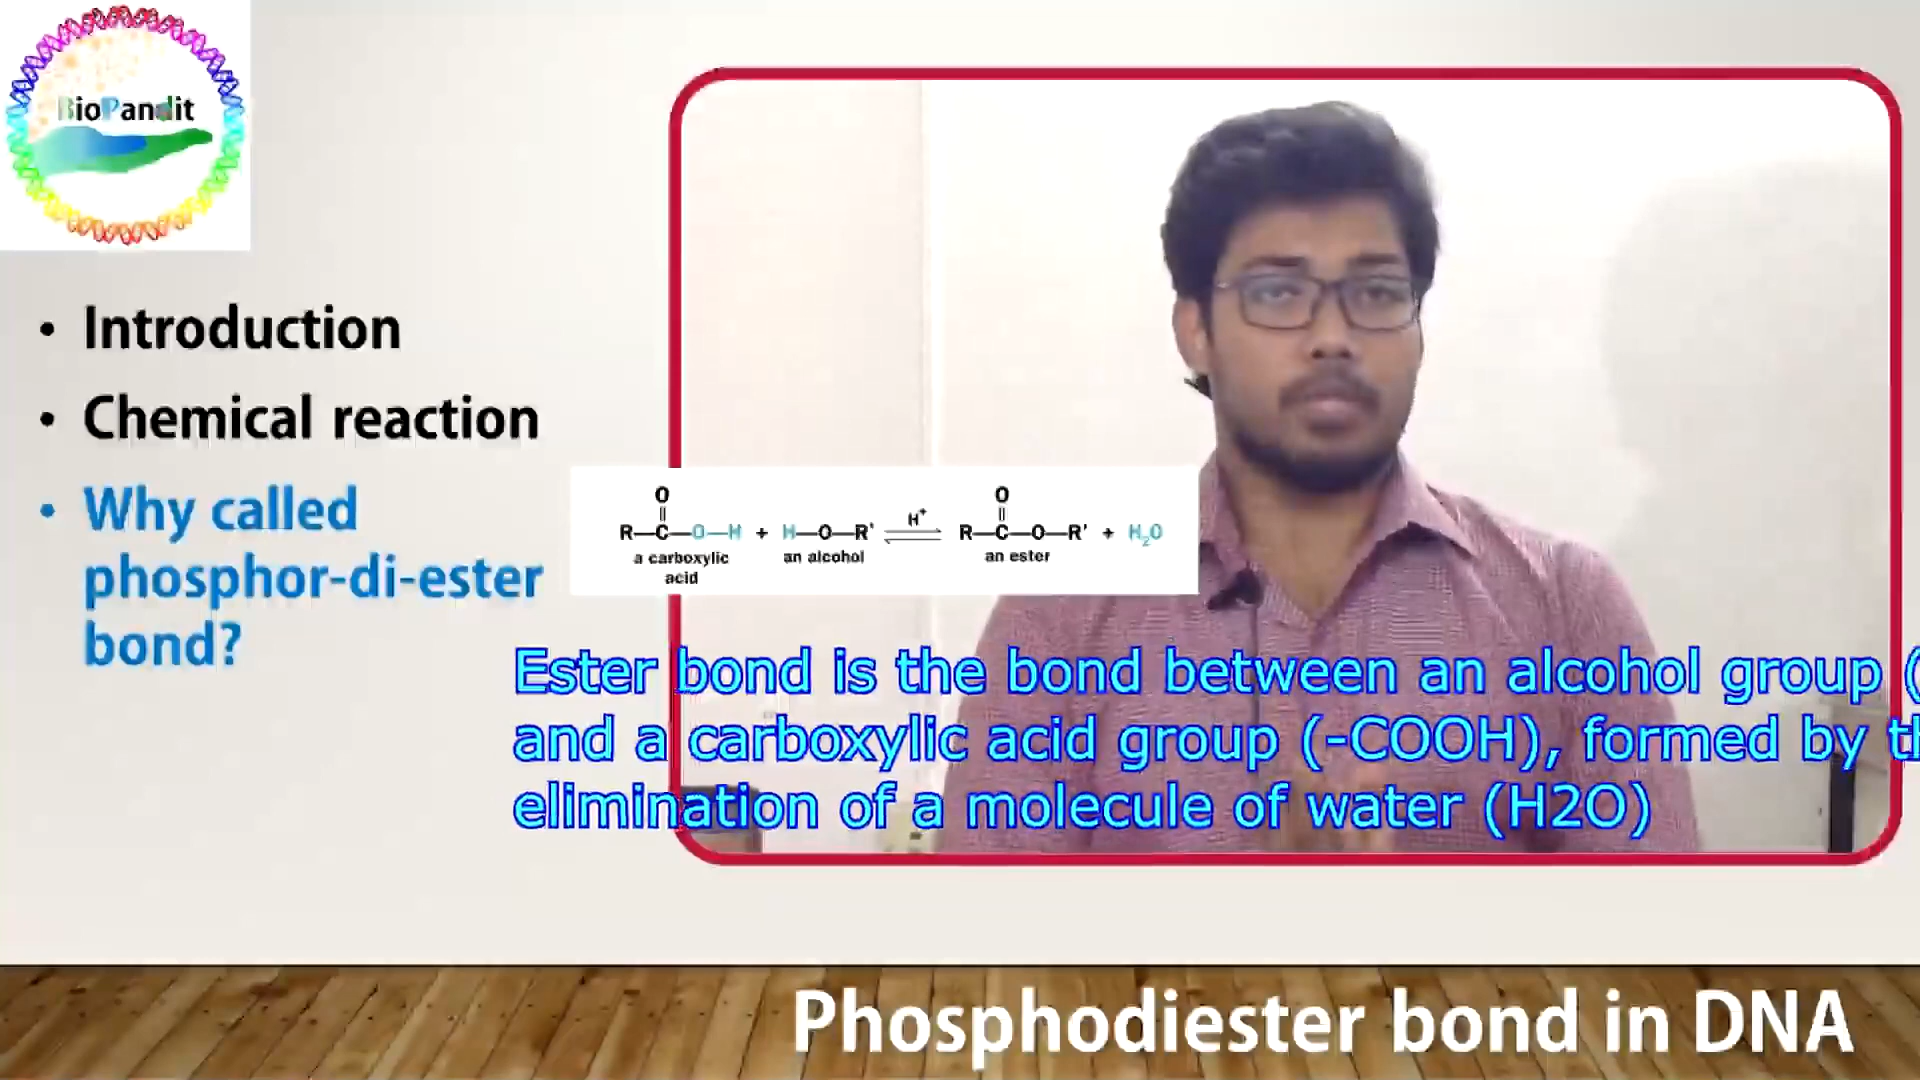 BioPandit
• Introduction
• Chemical reaction
• Why called
phosphor-di-ester
bond?
O
R—C—O—H + H—O—R' H⁺ R—C—O—R' + H₂O
O
a carboxylic
acid
an alcohol
an ester
Ester bond is the bond between an alcohol group (
and a carboxylic acid group (-COOH), formed by th
elimination of a molecule of water (H2O)
Phosphodiester bond in DNA